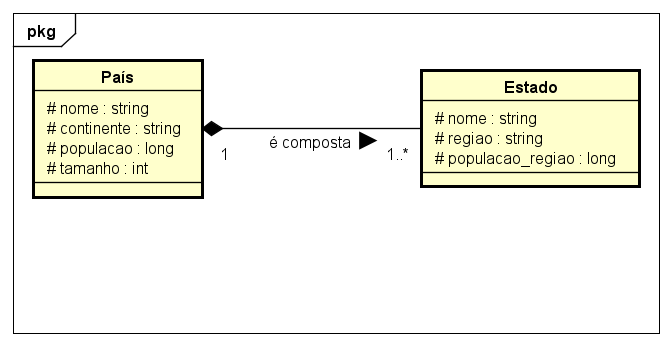 pkg
País
# nome : string
# continente : string
# populacao : long
# tamanho : int
1
é composta
1..*
Estado
# nome : string
# regiao : string
# populacao_regiao : long